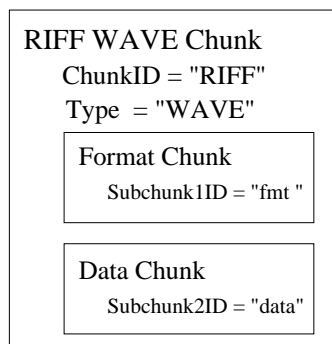 RIFF WAVE Chunk
ChunkID = "RIFF"
Type = "WAVE"
Format Chunk
Subchunk1ID = "fmt "
Data Chunk
Subchunk2ID = "data"